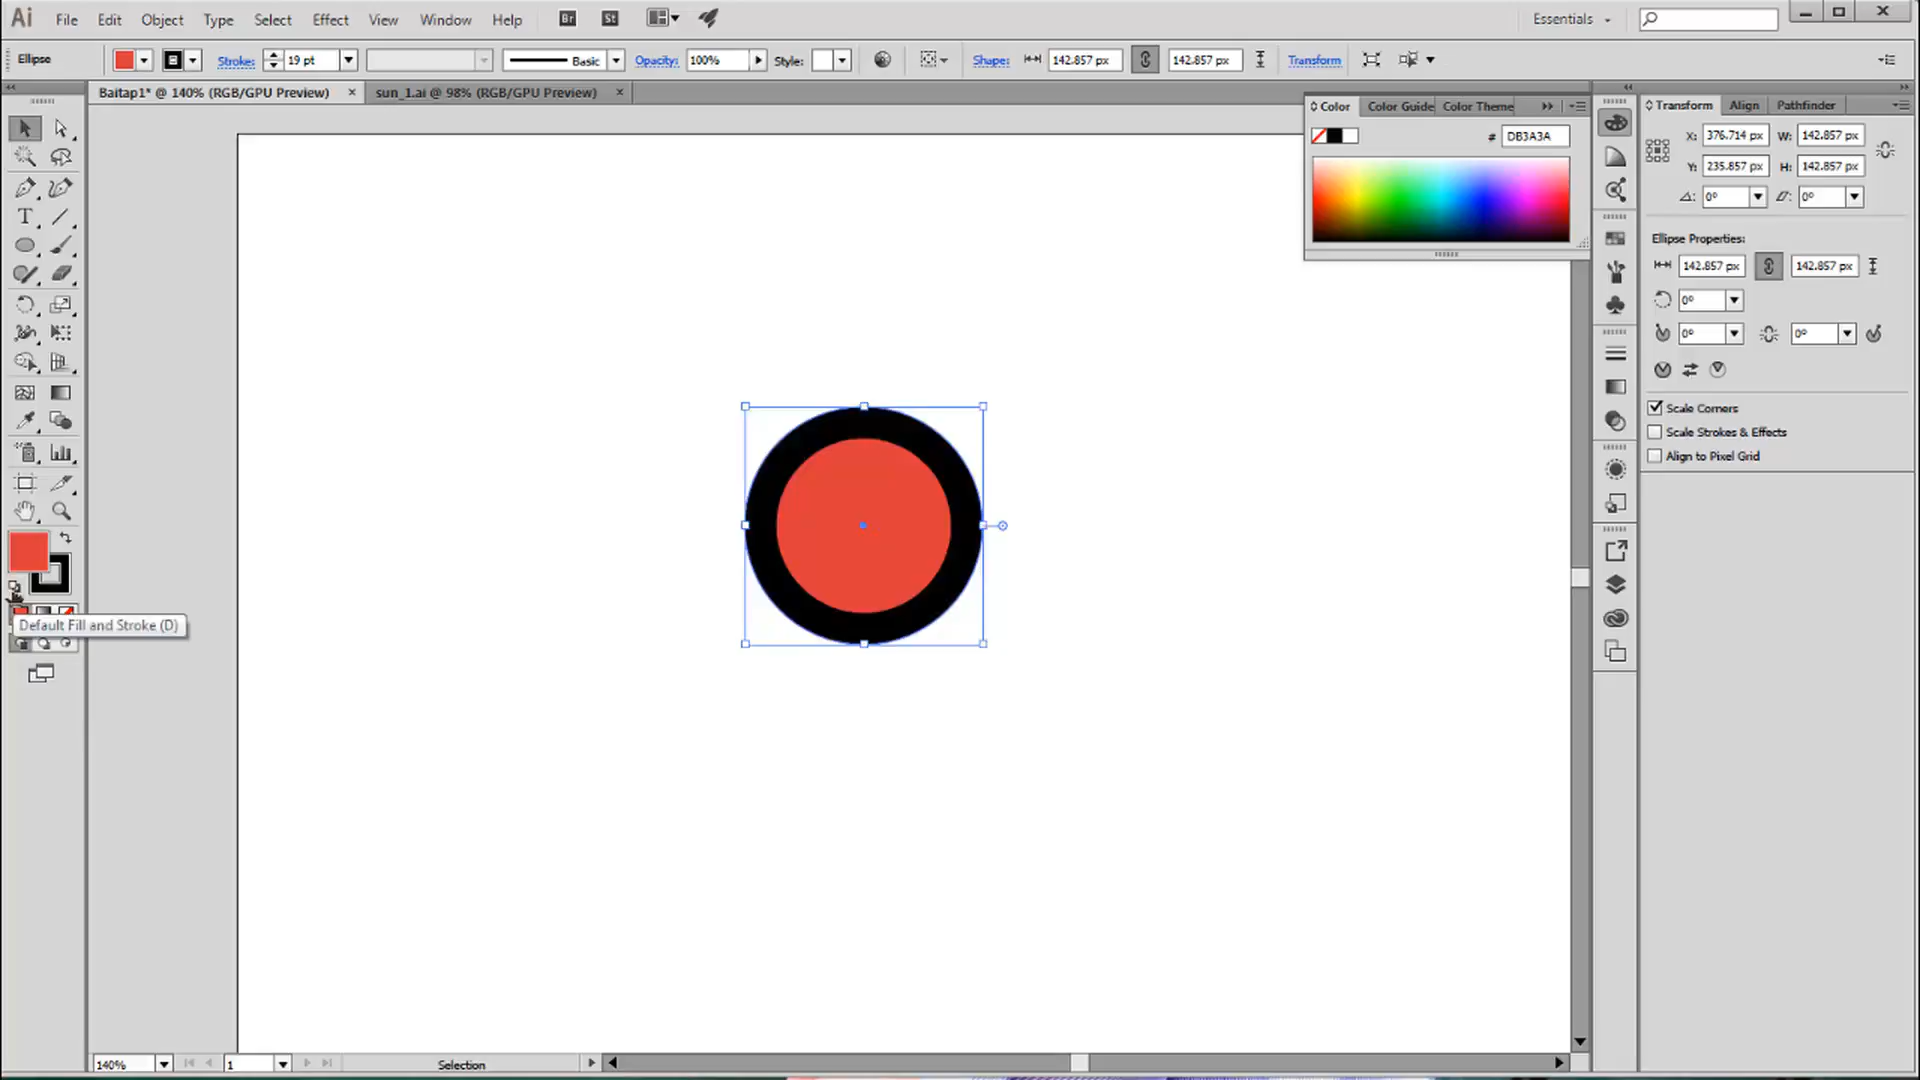 Ai File Edit Object Type Select Effect View Window Help Br St Essentials
Ellipse Stroke: 19 pt Basic Opacity: 100% Style: Shape: 142.857 px 142.857 px Transform
Baitap1* @ 140% (RGB/GPU Preview) × sun_1.ai @ 98% (RGB/GPU Preview) ×
Color Color Guide Color Theme
# DB3A3A
Transform Align Pathfinder
X: 376.714 px W: 142.857 px
Y: 235.857 px H: 142.857 px
0° 0°
Ellipse Properties:
142.857 px 142.857 px
0°
0° 0°
Scale Corners
Scale Strokes & Effects
Align to Pixel Grid
T
Default Fill and Stroke (D)
140% 1 Selection